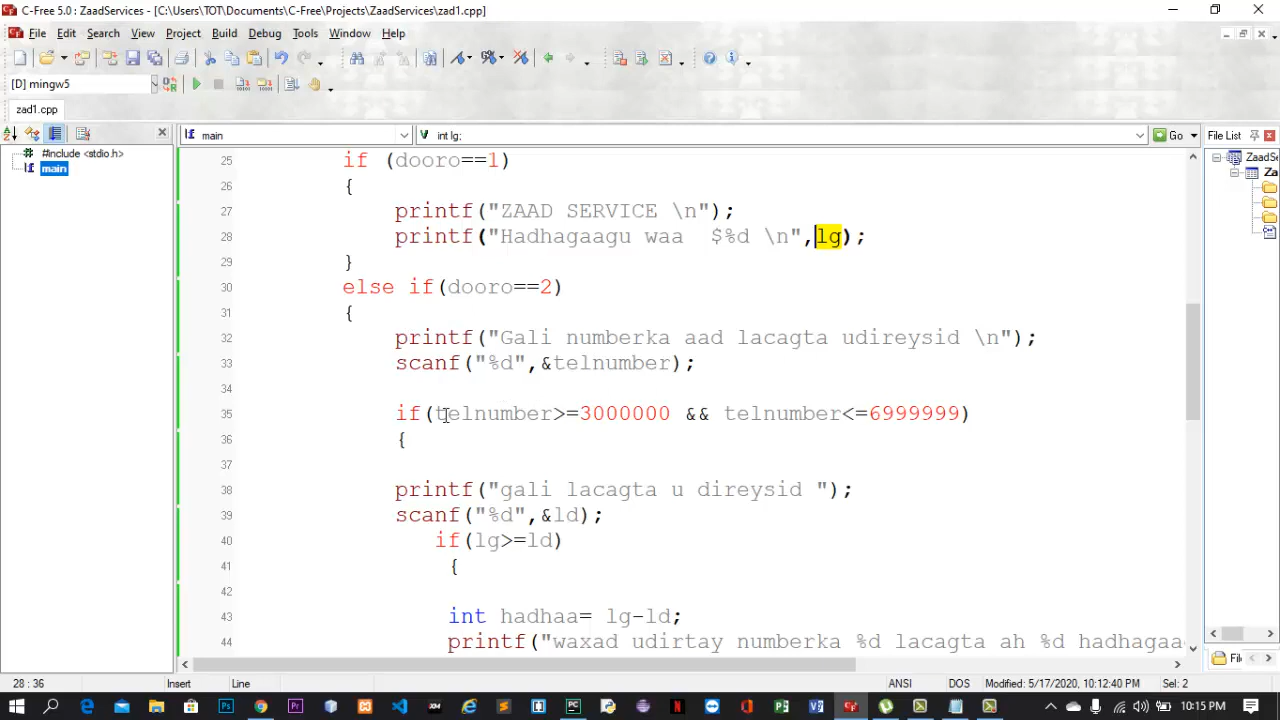 C-Free 5.0 : ZaadServices - [C:\Users\TOT\Documents\C-Free\Projects\ZaadServices\zad1.cpp]
File Edit Search View Project Build Debug Tools Window Help
[D] mingw5
zad1.cpp
main int lg; Go File List
#include <stdio.h>
main
ZaadS
Za
25 if (dooro==1)
26 {
27 printf("ZAAD SERVICE \n");
28 printf("Hadhagaagu waa  $%d \n",lg);
29 }
30 else if(dooro==2)
31 {
32 printf("Gali numberka aad lacagta udireysid \n");
33 scanf("%d",&telnumber);
34
35 if(telnumber>=3000000 && telnumber<=6999999)
36 {
37
38 printf("gali lacagta u direysid ");
39 scanf("%d",&ld);
40 if(lg>=ld)
41 {
42
43 int hadhaa= lg-ld;
44 printf("waxad udirtay numberka %d lacagta ah %d hadhagaa
Fil
28 : 36 Insert Line ANSI DOS Modified: 5/17/2020, 10:12:40 PM Sel: 2
10:15 PM